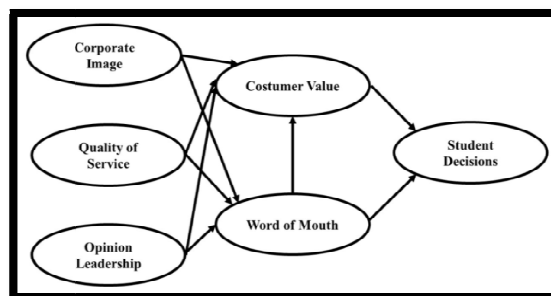 Corporate
Image
Costumer Value
Quality of
Service
Student
Decisions
Opinion
Leadership
Word of Mouth